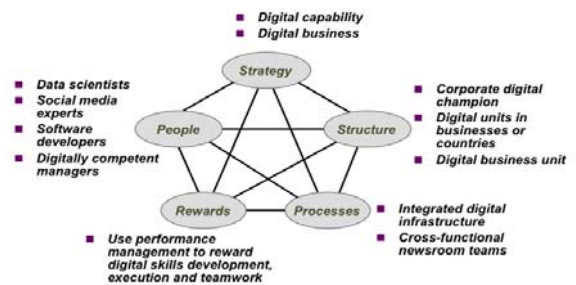 Digital capability
Digital business
Strategy
Data scientists
Social media
experts
Software
developers
Digitally competent
managers
People
Structure
Corporate digital
champion
Digital units in
businesses or
countries
Digital business unit
Rewards
Processes
Use performance
management to reward
digital skills development,
execution and teamwork
Integrated digital
infrastructure
Cross-functional
newsroom teams